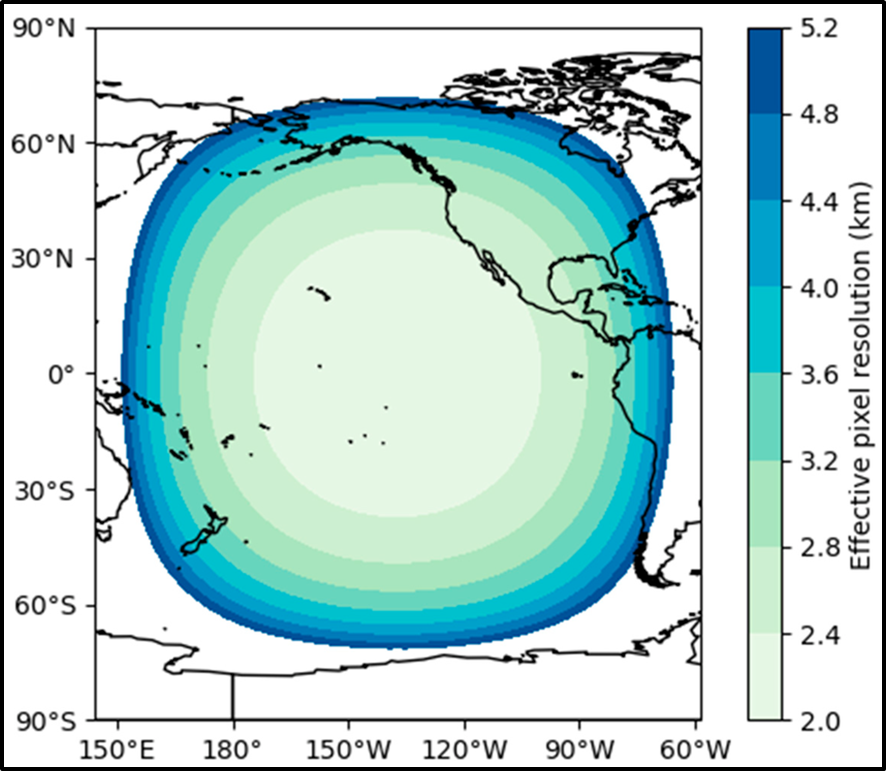 90°N
60°N
30°N
0°
30°S
60°S
90°S
150°E 180° 150°W 120°W 90°W 60°W
5.2
4.8
4.4
4.0
3.6
3.2
2.8
2.4
2.0
Effective pixel resolution (km)